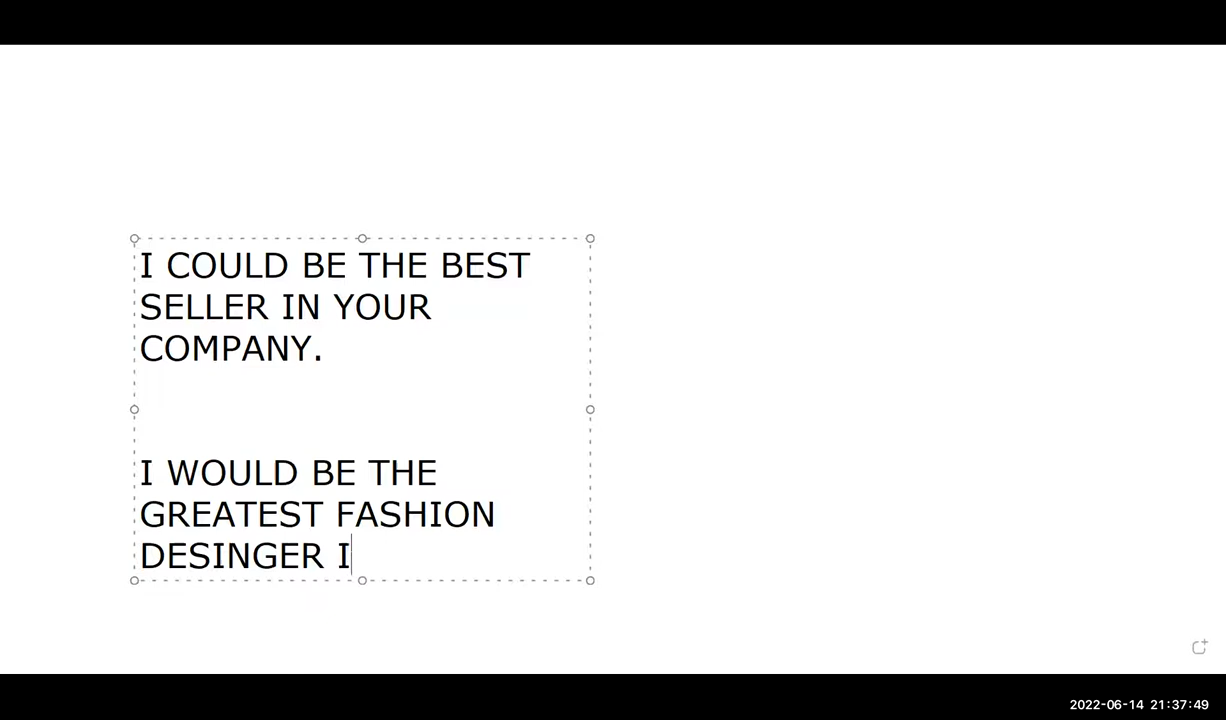 I COULD BE THE BEST
SELLER IN YOUR
COMPANY.
I WOULD BE THE
GREATEST FASHION
DESINGER I
2022-06-14 21:37:49